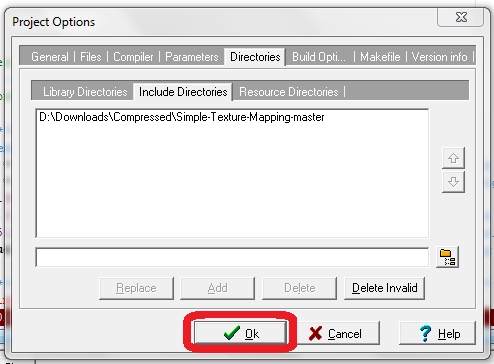 Project Options
General | Files | Compiler | Parameters | Directories | Build Opti... | Makefile | Version info |
Library Directories | Include Directories | Resource Directories |
D:\Downloads\Compressed\Simple-Texture-Mapping-master
Replace Add Delete Delete Invalid
Ok Cancel ? Help